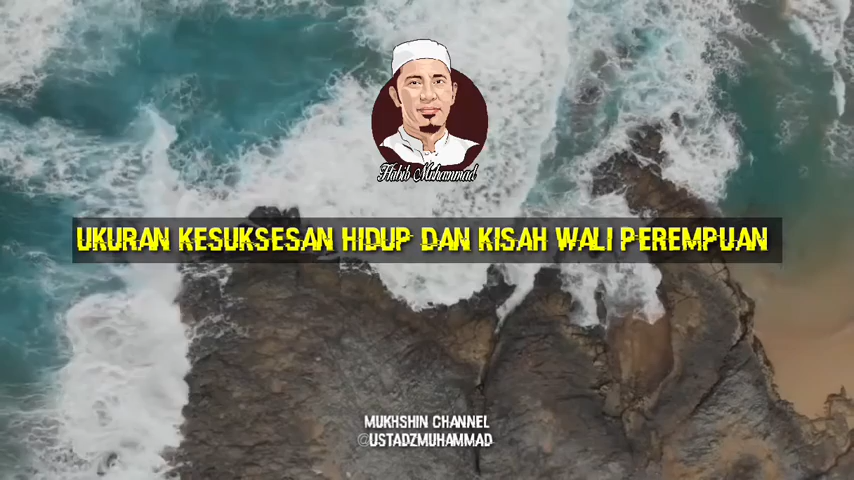 Habib Muhammad
UKURAN KESUKSESAN HIDUP DAN KISAH WALI PEREMPUAN
MUKHSHIN CHANNEL
@USTADZMUHAMMAD